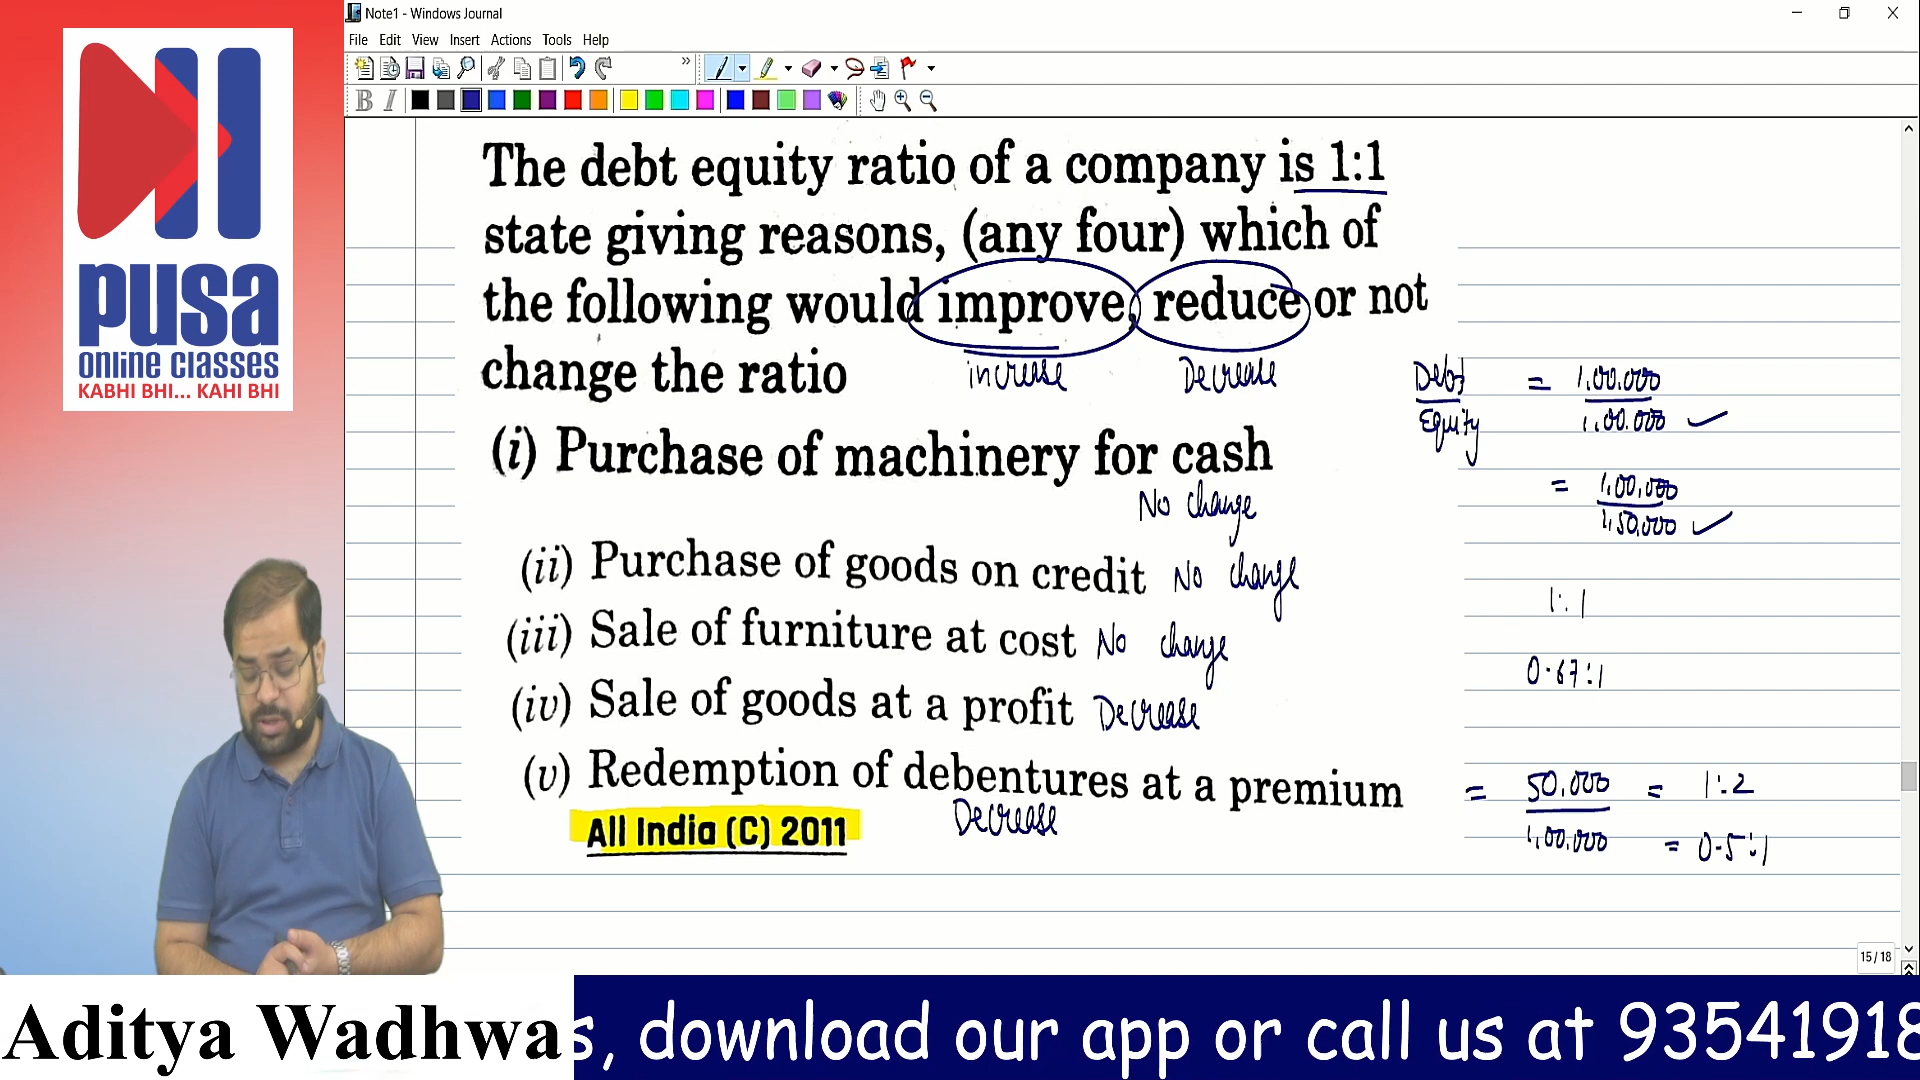 Note1 - Windows Journal
File Edit View Insert Actions Tools Help
B I
PUSA
ONLINE CLASSES
KABHI BHI... KAHI BHI
The debt equity ratio of a company is 1:1
state giving reasons, (any four) which of
the following would improve, reduce or not
increase Decrease
change the ratio
(i) Purchase of machinery for cash
No change
(ii) Purchase of goods on credit No change
(iii) Sale of furniture at cost No change
(iv) Sale of goods at a profit Decrease
(v) Redemption of debentures at a premium
Decrease
All India (C) 2011
Debt = 1,00,000
Equity 1,00,000
= 1,00,000
1,50,000
1:1
0.67:1
= 50,000 = 1:2
1,00,000 = 0.5:1
15 / 18
Aditya Wadhwa
s, download our app or call us at 93541918